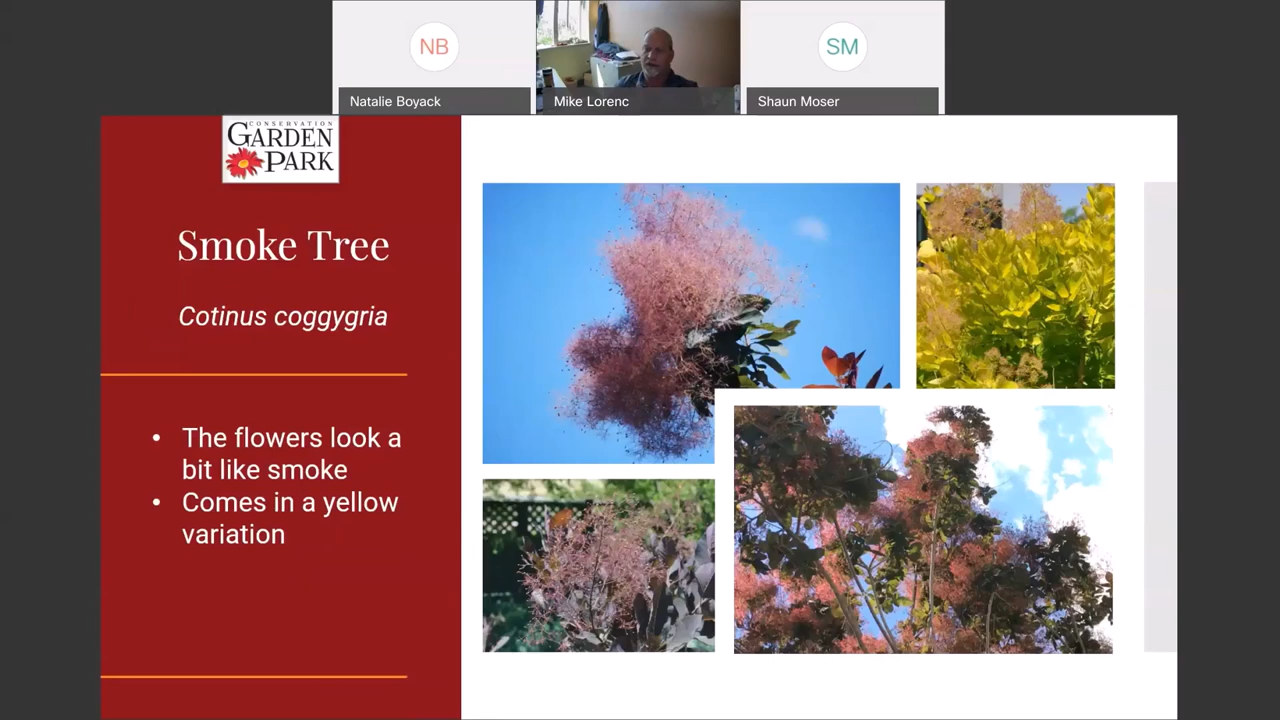 NB
SM
Natalie Boyack
Mike Lorenc
Shaun Moser
CONSERVATION
GARDEN
PARK
Smoke Tree
Cotinus coggygria
• The flowers look a
bit like smoke
• Comes in a yellow
variation